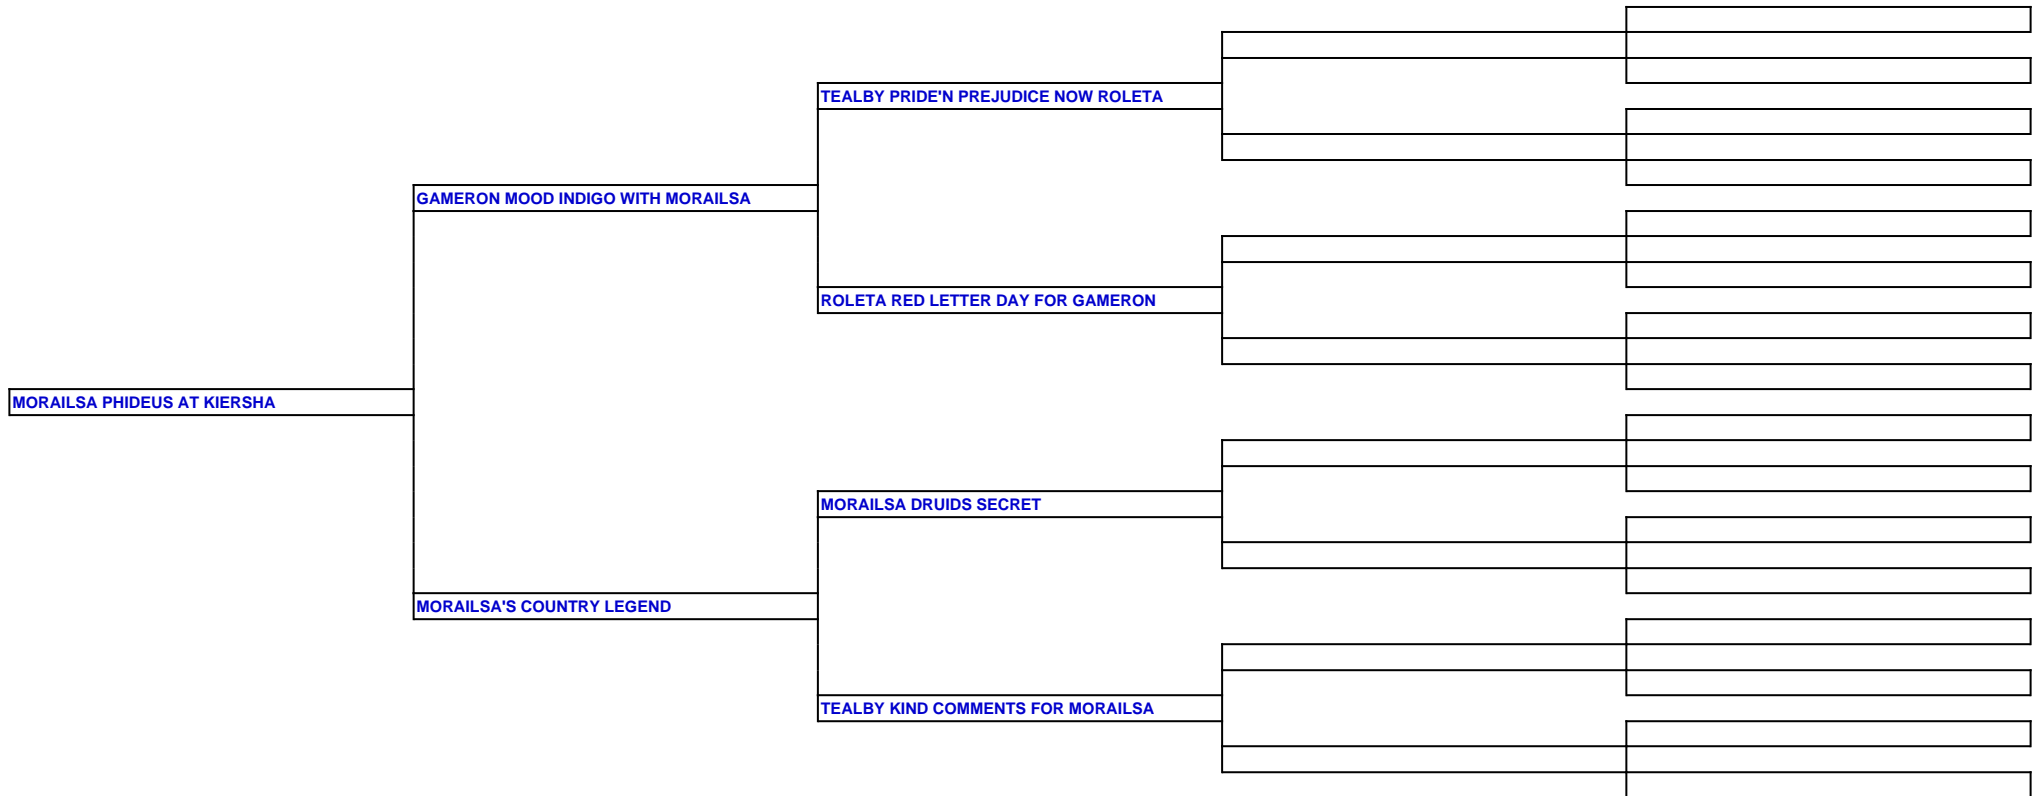 TEALBY PRIDE'N PREJUDICE NOW ROLETA
GAMERON MOOD INDIGO WITH MORAILSA
ROLETA RED LETTER DAY FOR GAMERON
MORAILSA PHIDEUS AT KIERSHA
MORAILSA DRUIDS SECRET
MORAILSA'S COUNTRY LEGEND
TEALBY KIND COMMENTS FOR MORAILSA